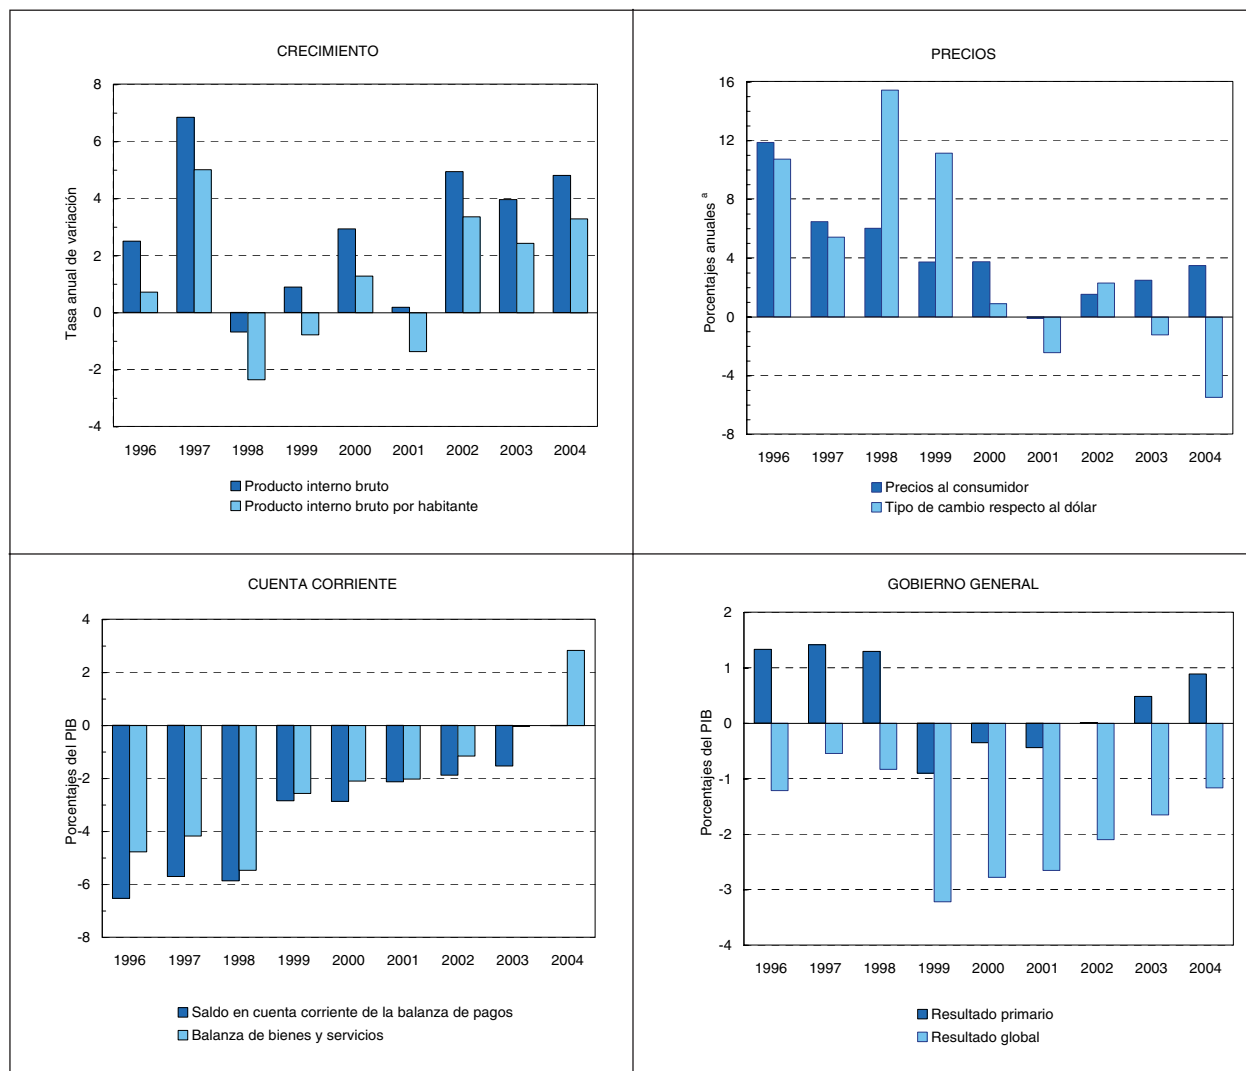 CRECIMIENTO
Tasa anual de variación
8
6
4
2
0
-2
-4
1996 1997 1998 1999 2000 2001 2002 2003 2004
Producto interno bruto
Producto interno bruto por habitante
PRECIOS
Porcentajes anuales a
16
12
8
4
0
-4
-8
1996 1997 1998 1999 2000 2001 2002 2003 2004
Precios al consumidor
Tipo de cambio respecto al dólar
CUENTA CORRIENTE
Porcentajes del PIB
4
2
0
-2
-4
-6
-8
1996 1997 1998 1999 2000 2001 2002 2003 2004
Saldo en cuenta corriente de la balanza de pagos
Balanza de bienes y servicios
GOBIERNO GENERAL
Porcentajes del PIB
2
1
0
-1
-2
-3
-4
1996 1997 1998 1999 2000 2001 2002 2003 2004
Resultado primario
Resultado global